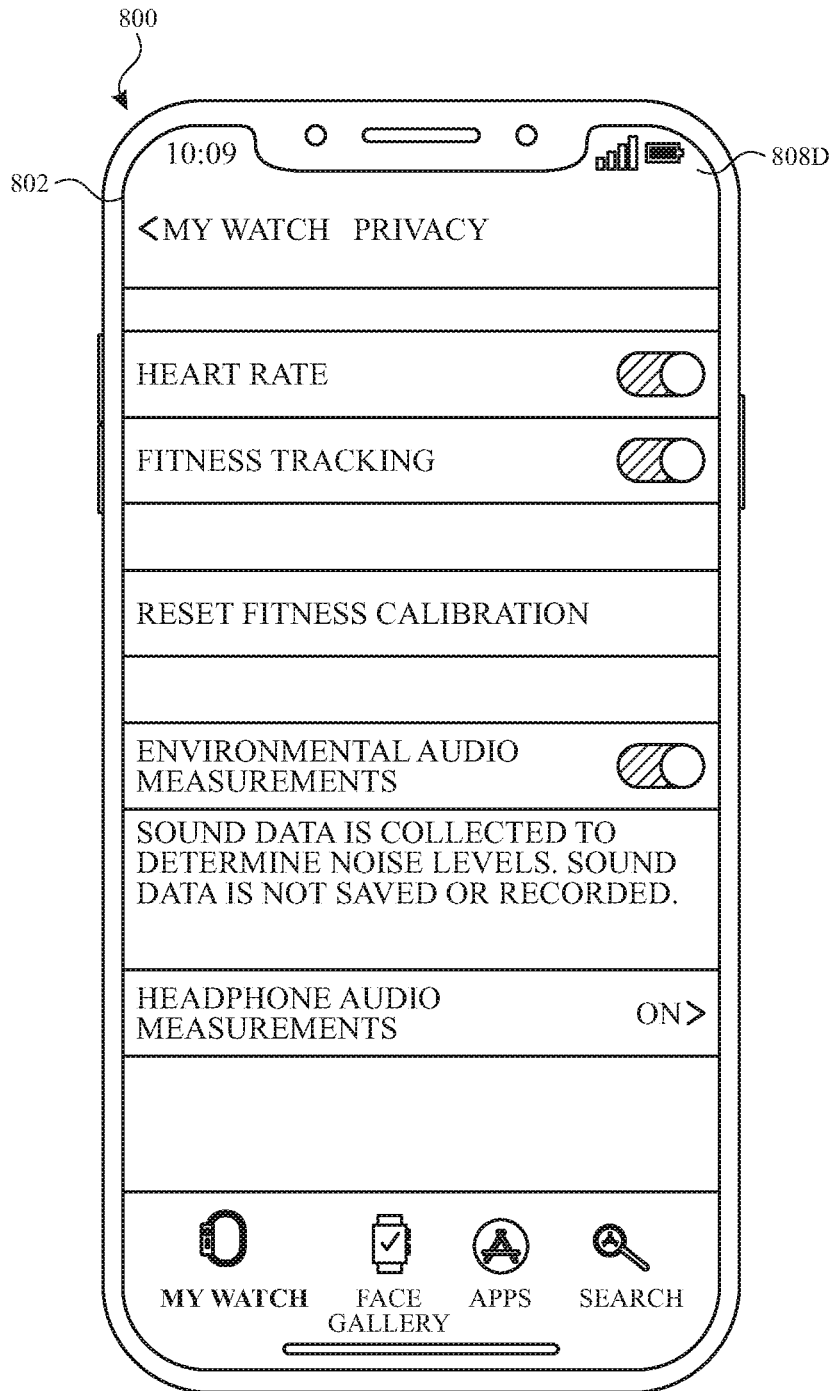 800
10:09
808D
802
<MY WATCH PRIVACY
HEART RATE
FITNESS TRACKING
RESET FITNESS CALIBRATION
ENVIRONMENTAL AUDIO
MEASUREMENTS
SOUND DATA IS COLLECTED TO
DETERMINE NOISE LEVELS. SOUND
DATA IS NOT SAVED OR RECORDED.
HEADPHONE AUDIO
MEASUREMENTS
ON>
MY WATCH
FACE
GALLERY
APPS
SEARCH